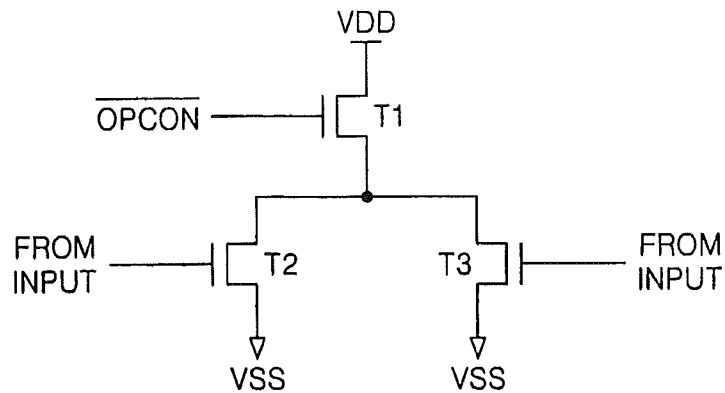 VDD
OPCON
T1
FROM
INPUT
T2
T3
FROM
INPUT
VSS
VSS